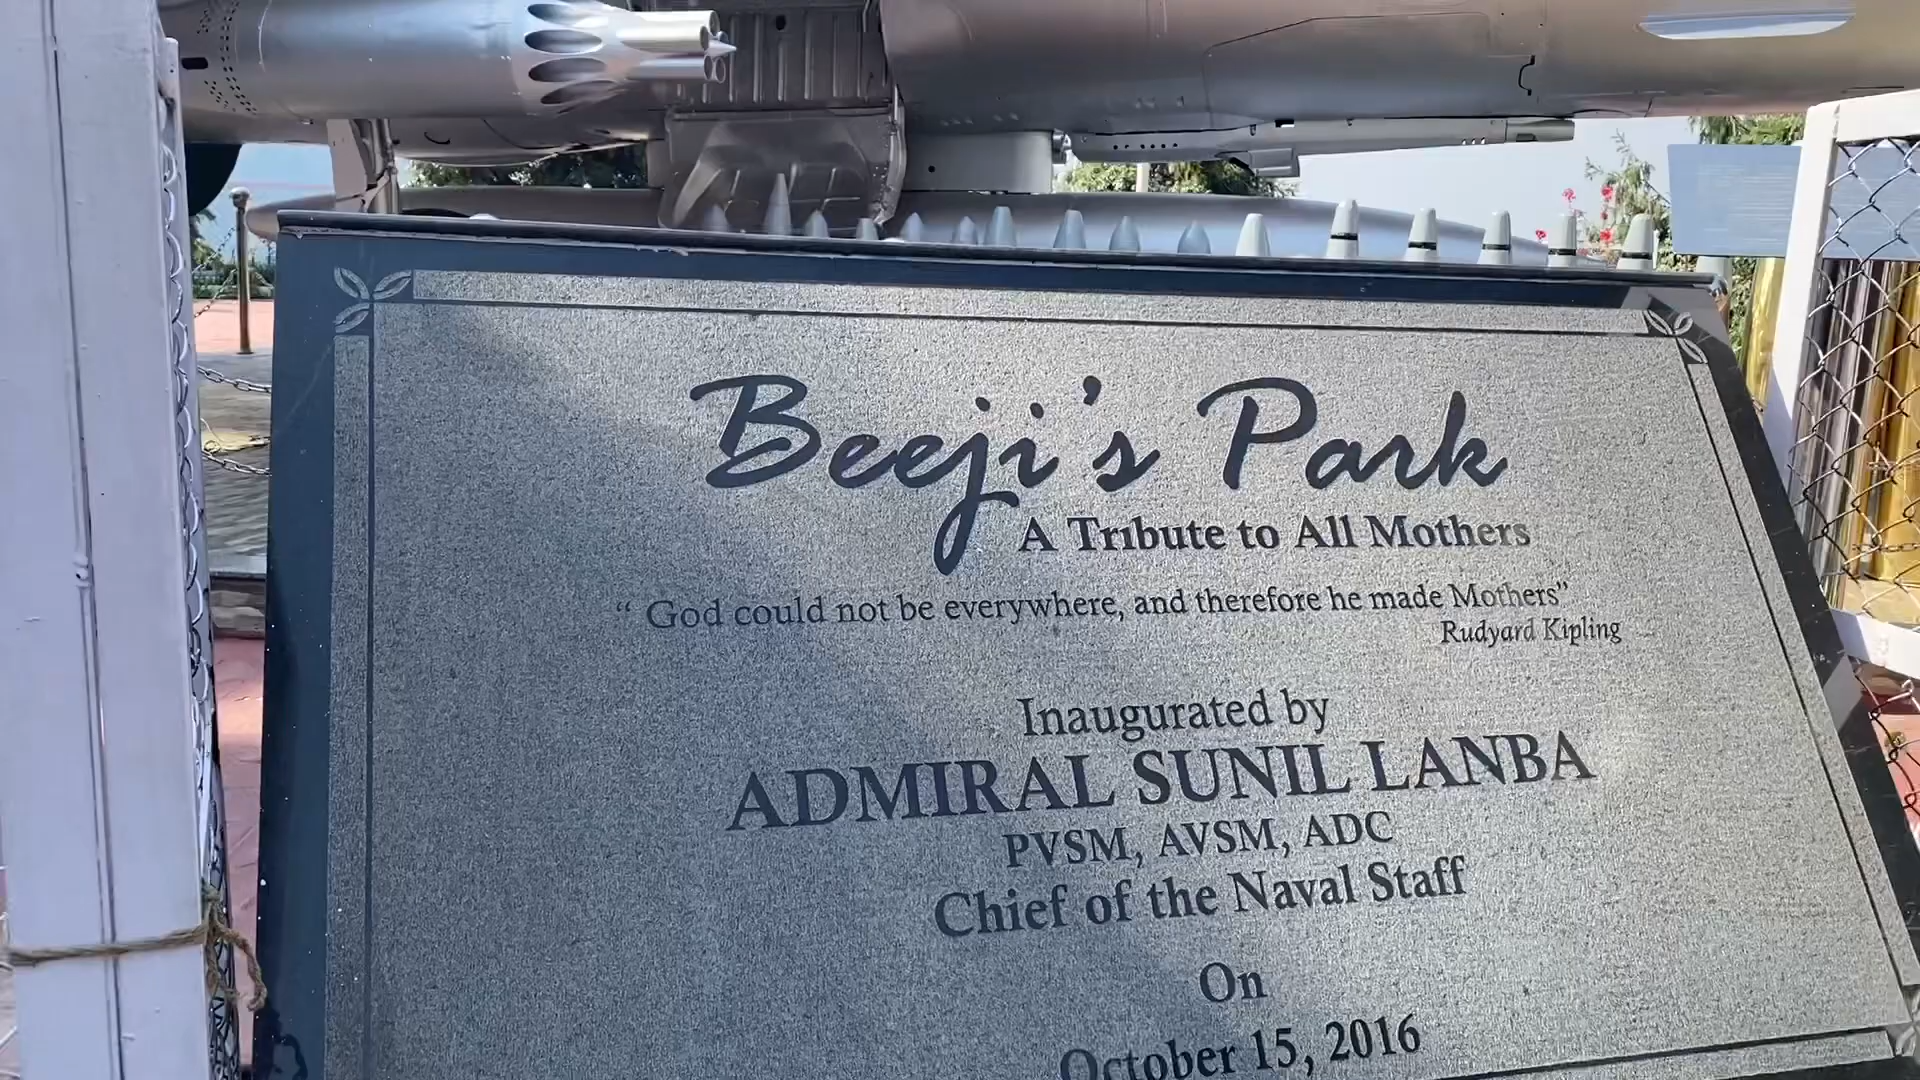 Beeji's Park
A Tribute to All Mothers
“ God could not be everywhere, and therefore he made Mothers”
Rudyard Kipling
Inaugurated by
ADMIRAL SUNIL LANBA
PVSM, AVSM, ADC
Chief of the Naval Staff
On
October 15, 2016